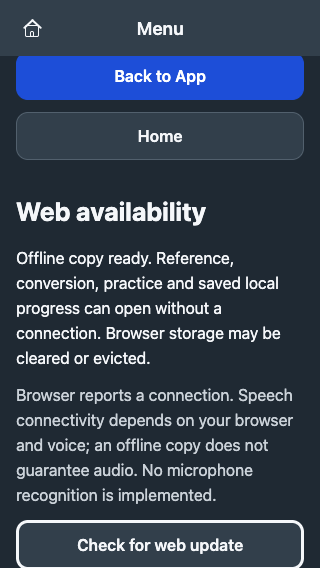 Menu
Back to App
Home
Web availability
Offline copy ready. Reference,
conversion, practice and saved local
progress can open without a
connection. Browser storage may be
cleared or evicted.
Browser reports a connection. Speech
connectivity depends on your browser
and voice; an offline copy does not
guarantee audio. No microphone
recognition is implemented.
Check for web update